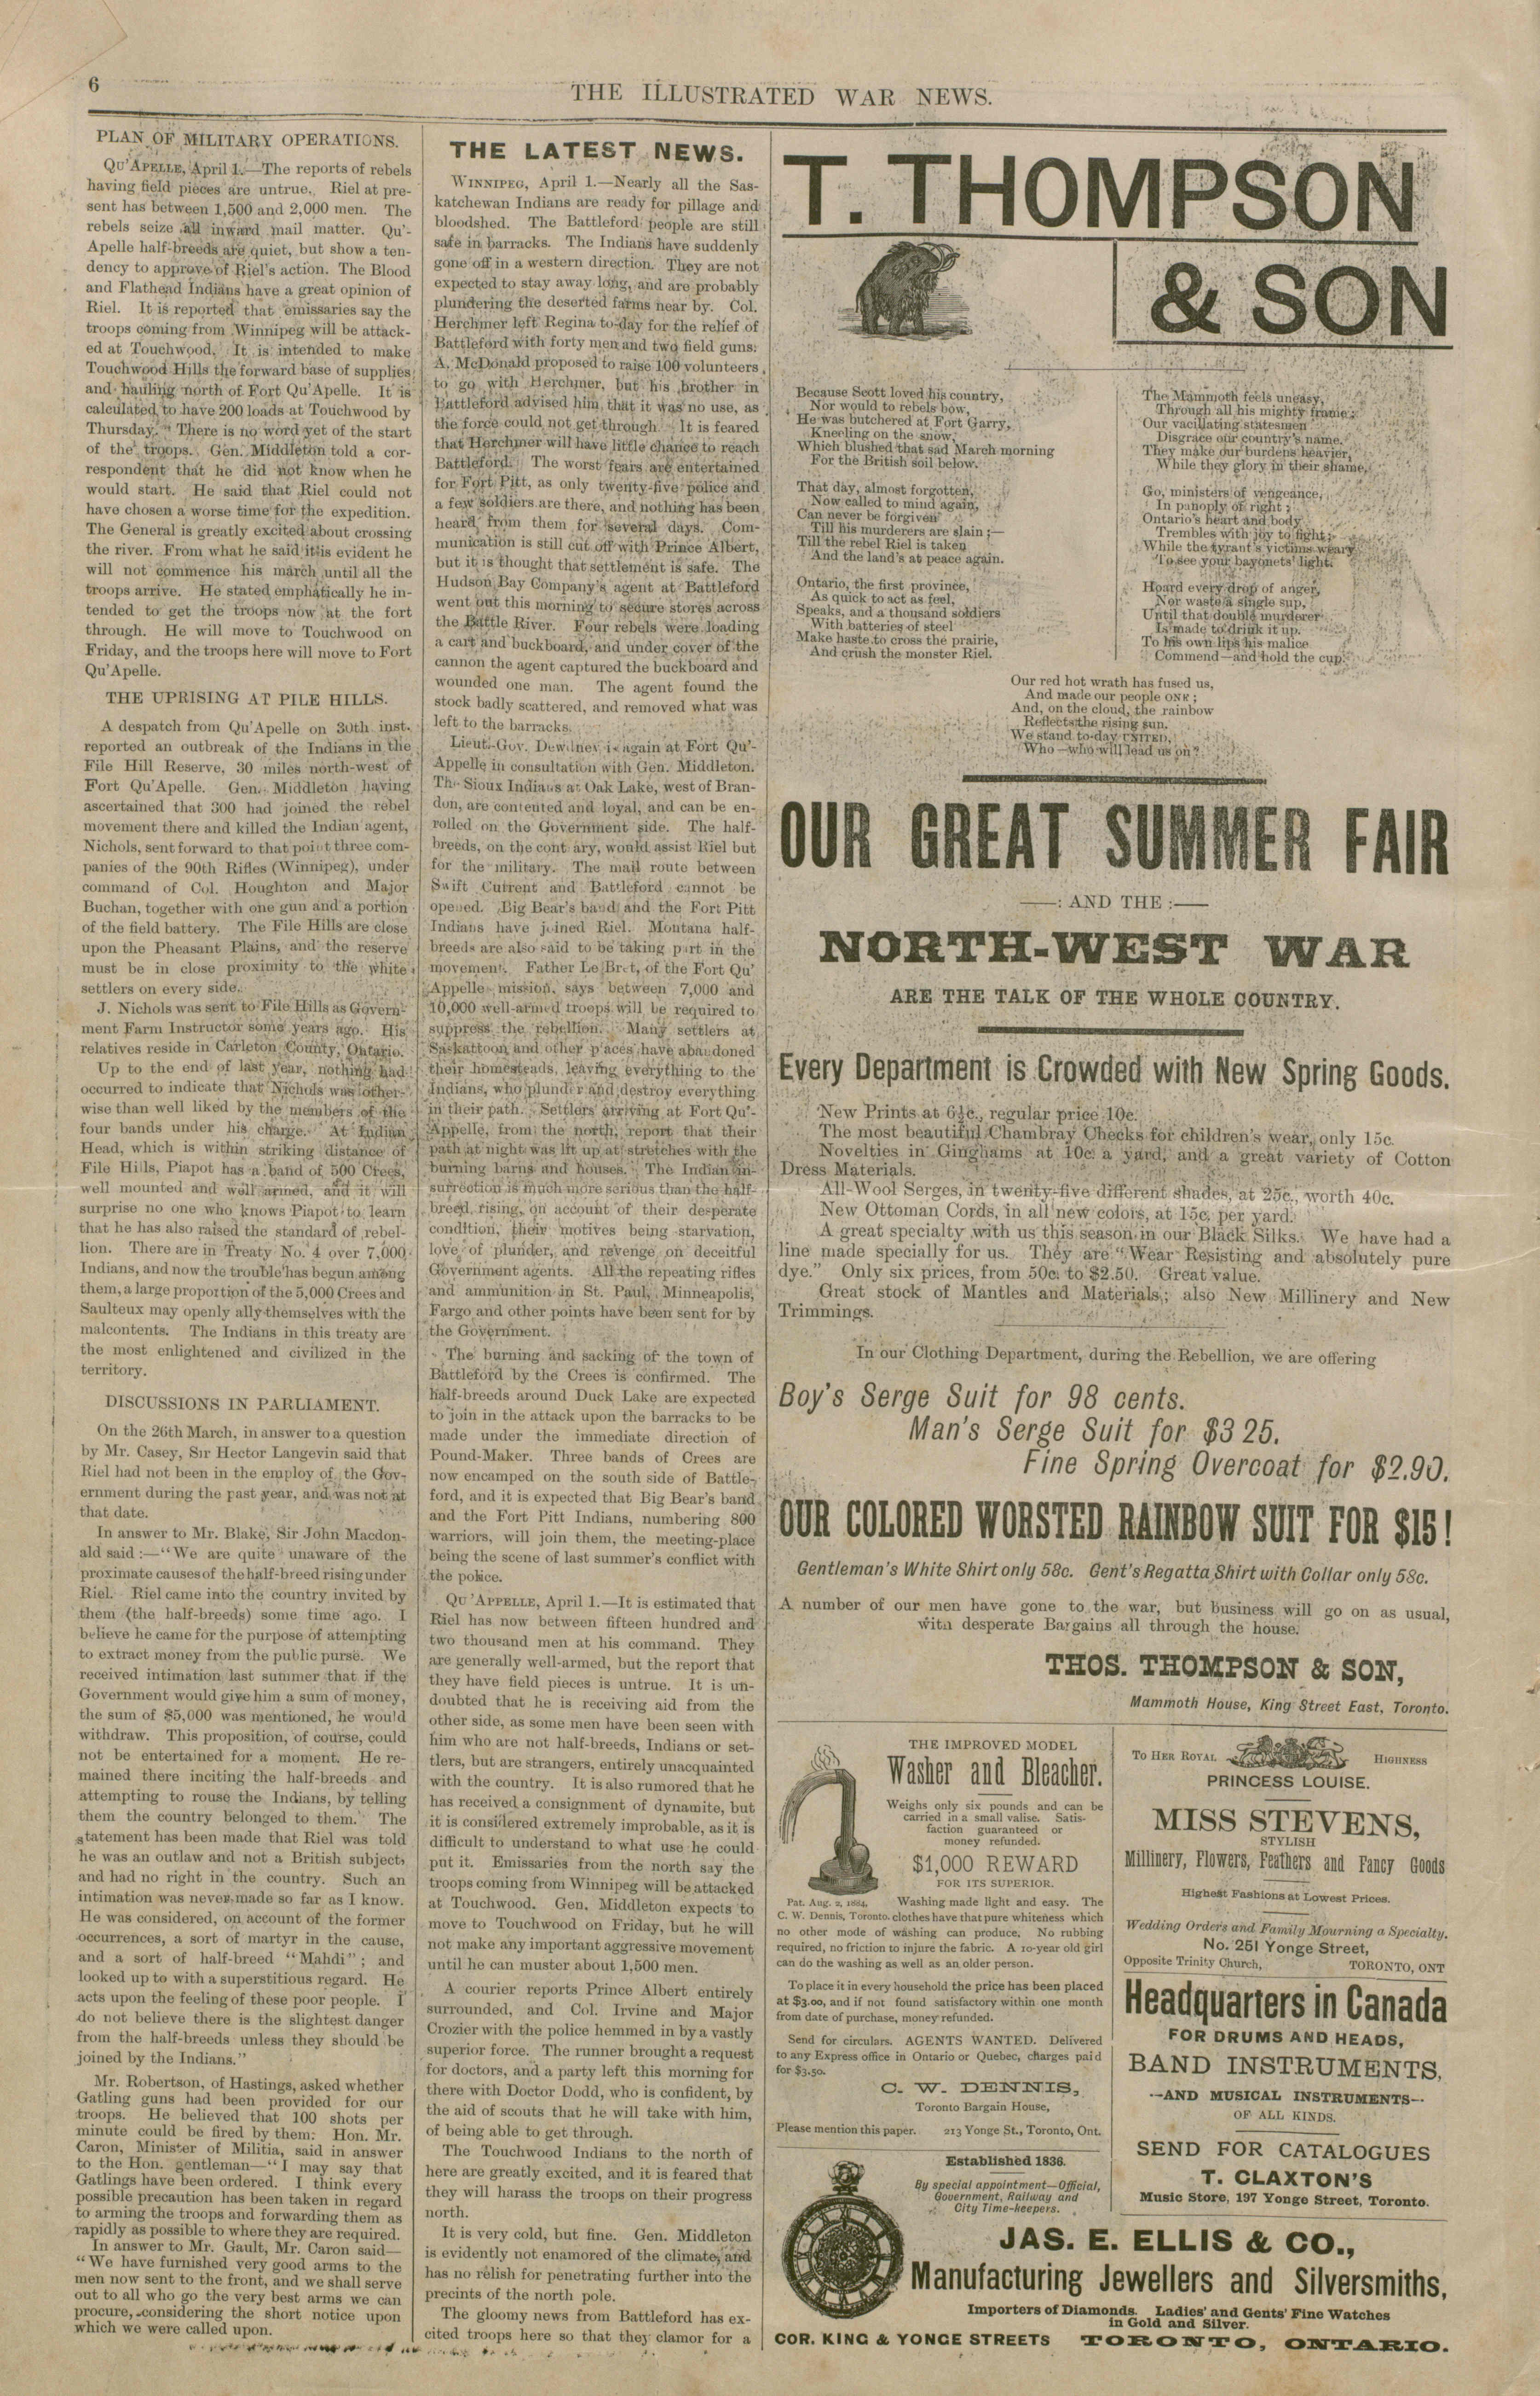 6
THE ILLUSTRATED WAR NEWS.
PLAN OF MILITARY OPERATIONS.
QU'APELLE, April 1.—The reports of rebels
having field pieces are untrue. Riel at pre-
sent has between 1,500 and 2,000 men. The
rebels seize all inward mail matter. Qu'-
Apelle half-breeds are quiet, but show a ten-
dency to approve of Riel's action. The Blood
and Flathead Indians have a great opinion of
Riel. It is reported that emissaries say the
troops coming from Winnipeg will be attack-
ed at Touchwood. It is intended to make
Touchwood Hills the forward base of supplies
and hauling north of Fort Qu'Apelle. It is
calculated to have 200 loads at Touchwood by
Thursday. There is no word yet of the start
of the troops. Gen. Middleton told a cor-
respondent that he did not know when he
would start. He said that Riel could not
have chosen a worse time for the expedition.
The General is greatly excited about crossing
the river. From what he said it is evident he
will not commence his march until all the
troops arrive. He stated emphatically he in-
tended to get the troops now at the fort
through. He will move to Touchwood on
Friday, and the troops here will move to Fort
Qu'Apelle.
THE UPRISING AT PILE HILLS.
A despatch from Qu'Apelle on 30th inst.
reported an outbreak of the Indians in the
File Hill Reserve, 30 miles north-west of
Fort Qu'Apelle. Gen. Middleton having
ascertained that 300 had joined the rebel
movement there and killed the Indian agent,
Nichols, sent forward to that point three com-
panies of the 90th Rifles (Winnipeg), under
command of Col. Houghton and Major
Buchan, together with one gun and a portion
of the field battery. The File Hills are close
upon the Pheasant Plains, and the reserve
must be in close proximity to the white
settlers on every side.
J. Nichols was sent to File Hills as Govern-
ment Farm Instructor some years ago. His
relatives reside in Carleton County, Ontario.
Up to the end of last year, nothing had
occurred to indicate that Nichols was other-
wise than well liked by the members of the
four bands under his charge. At Indian
Head, which is within striking distance of
File Hills, Piapot has a band of 500 Crees,
well mounted and well armed, and it will
surprise no one who knows Piapot to learn
that he has also raised the standard of rebel-
lion. There are in Treaty No. 4 over 7,000
Indians, and now the trouble has begun among
them, a large proportion of the 5,000 Crees and
Saulteux may openly ally themselves with the
malcontents. The Indians in this treaty are
the most enlightened and civilized in the
territory.
DISCUSSIONS IN PARLIAMENT.
On the 26th March, in answer to a question
by Mr. Casey, Sir Hector Langevin said that
Riel had not been in the employ of the Gov-
ernment during the past year, and was not at
that date.
In answer to Mr. Blake, Sir John Macdon-
ald said :—"We are quite unaware of the
proximate causes of the half-breed rising under
Riel. Riel came into the country invited by
them (the half-breeds) some time ago. I
believe he came for the purpose of attempting
to extract money from the public purse. We
received intimation last summer that if the
Government would give him a sum of money,
the sum of $5,000 was mentioned, he would
withdraw. This proposition, of course, could
not be entertained for a moment. He re-
mained there inciting the half-breeds and
attempting to rouse the Indians, by telling
them the country belonged to them. The
statement has been made that Riel was told
he was an outlaw and not a British subject,
and had no right in the country. Such an
intimation was never made so far as I know.
He was considered, on account of the former
occurrences, a sort of martyr in the cause,
and a sort of half-breed "Mahdi"; and
looked up to with a superstitious regard. He
acts upon the feeling of these poor people. I
do not believe there is the slightest danger
from the half-breeds unless they should be
joined by the Indians."
Mr. Robertson, of Hastings, asked whether
Gatling guns had been provided for our
troops. He believed that 100 shots per
minute could be fired by them. Hon. Mr.
Caron, Minister of Militia, said in answer
to the Hon. gentleman—"I may say that
Gatlings have been ordered. I think every
possible precaution has been taken in regard
to arming the troops and forwarding them as
rapidly as possible to where they are required.
In answer to Mr. Gault, Mr. Caron said—
"We have furnished very good arms to the
men now sent to the front, and we shall serve
out to all who go the very best arms we can
procure, considering the short notice upon
which we were called upon.
THE LATEST NEWS.
WINNIPEG, April 1.—Nearly all the Sas-
katchewan Indians are ready for pillage and
bloodshed. The Battleford people are still
safe in barracks. The Indians have suddenly
gone off in a western direction. They are not
expected to stay away long, and are probably
plundering the deserted farms near by. Col.
Herchmer left Regina to-day for the relief of
Battleford with forty men and two field guns.
A. McDonald proposed to raise 100 volunteers
to go with Herchmer, but his brother in
Battleford advised him that it was no use, as
the force could not get through. It is feared
that Herchmer will have little chance to reach
Battleford. The worst fears are entertained
for Fort Pitt, as only twenty-five police and
a few soldiers are there, and nothing has been
heard from them for several days. Com-
munication is still cut off with Prince Albert,
but it is thought that settlement is safe. The
Hudson Bay Company's agent at Battleford
went out this morning to secure stores across
the Battle River. Four rebels were loading
a cart and buckboard, and under cover of the
cannon the agent captured the buckboard and
wounded one man. The agent found the
stock badly scattered, and removed what was
left to the barracks.
Lieut.-Gov. Dewdney is again at Fort Qu'-
Appelle in consultation with Gen. Middleton.
The Sioux Indians at Oak Lake, west of Bran-
don, are contented and loyal, and can be en-
rolled on the Government side. The half-
breeds, on the contrary, would assist Riel but
for the military. The mail route between
Swift Current and Battleford cannot be
opened. Big Bear's band and the Fort Pitt
Indians have joined Riel. Montana half-
breeds are also said to be taking part in the
movement. Father Le Bret, of the Fort Qu'
Appelle mission, says between 7,000 and
10,000 well-armed troops will be required to
suppress the rebellion. Many settlers at
Saskattoon and other places have abandoned
their homesteads, leaving everything to the
Indians, who plunder and destroy everything
in their path. Settlers arriving at Fort Qu'-
Appelle, from the north, report that their
path at night was lit up at stretches with the
burning barns and houses. The Indian in-
surrection is much more serious than the half-
breed rising, on account of their desperate
condition, their motives being starvation,
love of plunder, and revenge on deceitful
Government agents. All the repeating rifles
and ammunition in St. Paul, Minneapolis,
Fargo and other points have been sent for by
the Government.
The burning and sacking of the town of
Battleford by the Crees is confirmed. The
half-breeds around Duck Lake are expected
to join in the attack upon the barracks to be
made under the immediate direction of
Pound-Maker. Three bands of Crees are
now encamped on the south side of Battle-
ford, and it is expected that Big Bear's band
and the Fort Pitt Indians, numbering 800
warriors, will join them, the meeting-place
being the scene of last summer's conflict with
the police.
QU'APPELLE, April 1.—It is estimated that
Riel has now between fifteen hundred and
two thousand men at his command. They
are generally well-armed, but the report that
they have field pieces is untrue. It is un-
doubted that he is receiving aid from the
other side, as some men have been seen with
him who are not half-breeds, Indians or set-
tlers, but are strangers, entirely unacquainted
with the country. It is also rumored that he
has received a consignment of dynamite, but
it is considered extremely improbable, as it is
difficult to understand to what use he could
put it. Emissaries from the north say the
troops coming from Winnipeg will be attacked
at Touchwood. Gen. Middleton expects to
move to Touchwood on Friday, but he will
not make any important aggressive movement
until he can muster about 1,500 men.
A courier reports Prince Albert entirely
surrounded, and Col. Irvine and Major
Crozier with the police hemmed in by a vastly
superior force. The runner brought a request
for doctors, and a party left this morning for
there with Doctor Dodd, who is confident, by
the aid of scouts that he will take with him,
of being able to get through.
The Touchwood Indians to the north of
here are greatly excited, and it is feared that
they will harass the troops on their progress
north.
It is very cold, but fine. Gen. Middleton
is evidently not enamored of the climate, and
has no relish for penetrating further into the
precints of the north pole.
The gloomy news from Battleford has ex-
cited troops here so that they clamor for a
T. THOMPSON
& SON
Because Scott loved his country,
Nor would to rebels bow,
He was butchered at Fort Garry,
Kneeling on the snow,
Which blushed that sad March morning
For the British soil below.
That day, almost forgotten,
Now called to mind again,
Can never be forgiven
Till his murderers are slain ;—
Till the rebel Riel is taken
And the land's at peace again.
Ontario, the first province,
As quick to act as feel,
Speaks, and a thousand soldiers
With batteries of steel
Make haste to cross the prairie,
And crush the monster Riel.
The Mammoth feels uneasy,
Through all his mighty frame ;
Our vacillating statesmen
Disgrace our country's name.
They make our burdens heavier,
While they glory in their shame.
Go, ministers of vengeance,
In panoply of right ;
Ontario's heart and body
Trembles with joy to fight ;
While the tyrant's victims weary
To see your bayonets' light.
Hoard every drop of anger,
Nor waste a single sup,
Until that double murderer
Is made to drink it up.
To his own lips his malice
Commend—and hold the cup.
Our red hot wrath has fused us,
And made our people ONE ;
And, on the cloud, the rainbow
Reflects the rising sun.
We stand to-day UNITED,
Who—who will lead us on?
OUR GREAT SUMMER FAIR
—: AND THE :—
NORTH-WEST WAR
ARE THE TALK OF THE WHOLE COUNTRY.
Every Department is Crowded with New Spring Goods.
New Prints at 6½c., regular price 10c.
The most beautiful Chambray Checks for children's wear, only 15c.
Novelties in Ginghams at 10c. a yard, and a great variety of Cotton
Dress Materials.
All-Wool Serges, in twenty-five different shades, at 25c., worth 40c.
New Ottoman Cords, in all new colors, at 15c. per yard.
A great specialty with us this season in our Black Silks. We have had a
line made specially for us. They are "Wear Resisting and absolutely pure
dye." Only six prices, from 50c. to $2.50. Great value.
Great stock of Mantles and Materials; also New Millinery and New
Trimmings.
In our Clothing Department, during the Rebellion, we are offering
Boy's Serge Suit for 98 cents.
Man's Serge Suit for $3 25.
Fine Spring Overcoat for $2.90.
OUR COLORED WORSTED RAINBOW SUIT FOR $15!
Gentleman's White Shirt only 58c. Gent's Regatta Shirt with Collar only 58c.
A number of our men have gone to the war, but business will go on as usual,
with desperate Bargains all through the house.
THOS. THOMPSON & SON,
Mammoth House, King Street East, Toronto.
THE IMPROVED MODEL
Washer and Bleacher.
Weighs only six pounds and can be
carried in a small valise. Satis-
faction guaranteed or
money refunded.
$1,000 REWARD
FOR ITS SUPERIOR.
Pat. Aug. 2, 1884,
C. W. Dennis, Toronto.
Washing made light and easy. The
clothes have that pure whiteness which
no other mode of washing can produce. No rubbing
required, no friction to injure the fabric. A 10-year old girl
can do the washing as well as an older person.
To place it in every household the price has been placed
at $3.00, and if not found satisfactory within one month
from date of purchase, money refunded.
Send for circulars. AGENTS WANTED. Delivered
to any Express office in Ontario or Quebec, charges paid
for $3.50.
C. W. DENNIS,
Toronto Bargain House,
Please mention this paper. 213 Yonge St., Toronto, Ont.
TO HER ROYAL HIGHNESS
PRINCESS LOUISE.
MISS STEVENS,
STYLISH
Millinery, Flowers, Feathers and Fancy Goods
Highest Fashions at Lowest Prices.
Wedding Orders and Family Mourning a Specialty.
No. 251 Yonge Street,
Opposite Trinity Church, TORONTO, ONT
Headquarters in Canada
FOR DRUMS AND HEADS,
BAND INSTRUMENTS,
—AND MUSICAL INSTRUMENTS—
OF ALL KINDS.
SEND FOR CATALOGUES
T. CLAXTON'S
Music Store, 197 Yonge Street, Toronto.
Established 1836.
By special appointment—Official,
Government, Railway and
City Time-keepers.
JAS. E. ELLIS & CO.,
Manufacturing Jewellers and Silversmiths,
Importers of Diamonds. Ladies' and Gents' Fine Watches
in Gold and Silver.
COR. KING & YONGE STREETS TORONTO, ONTARIO.